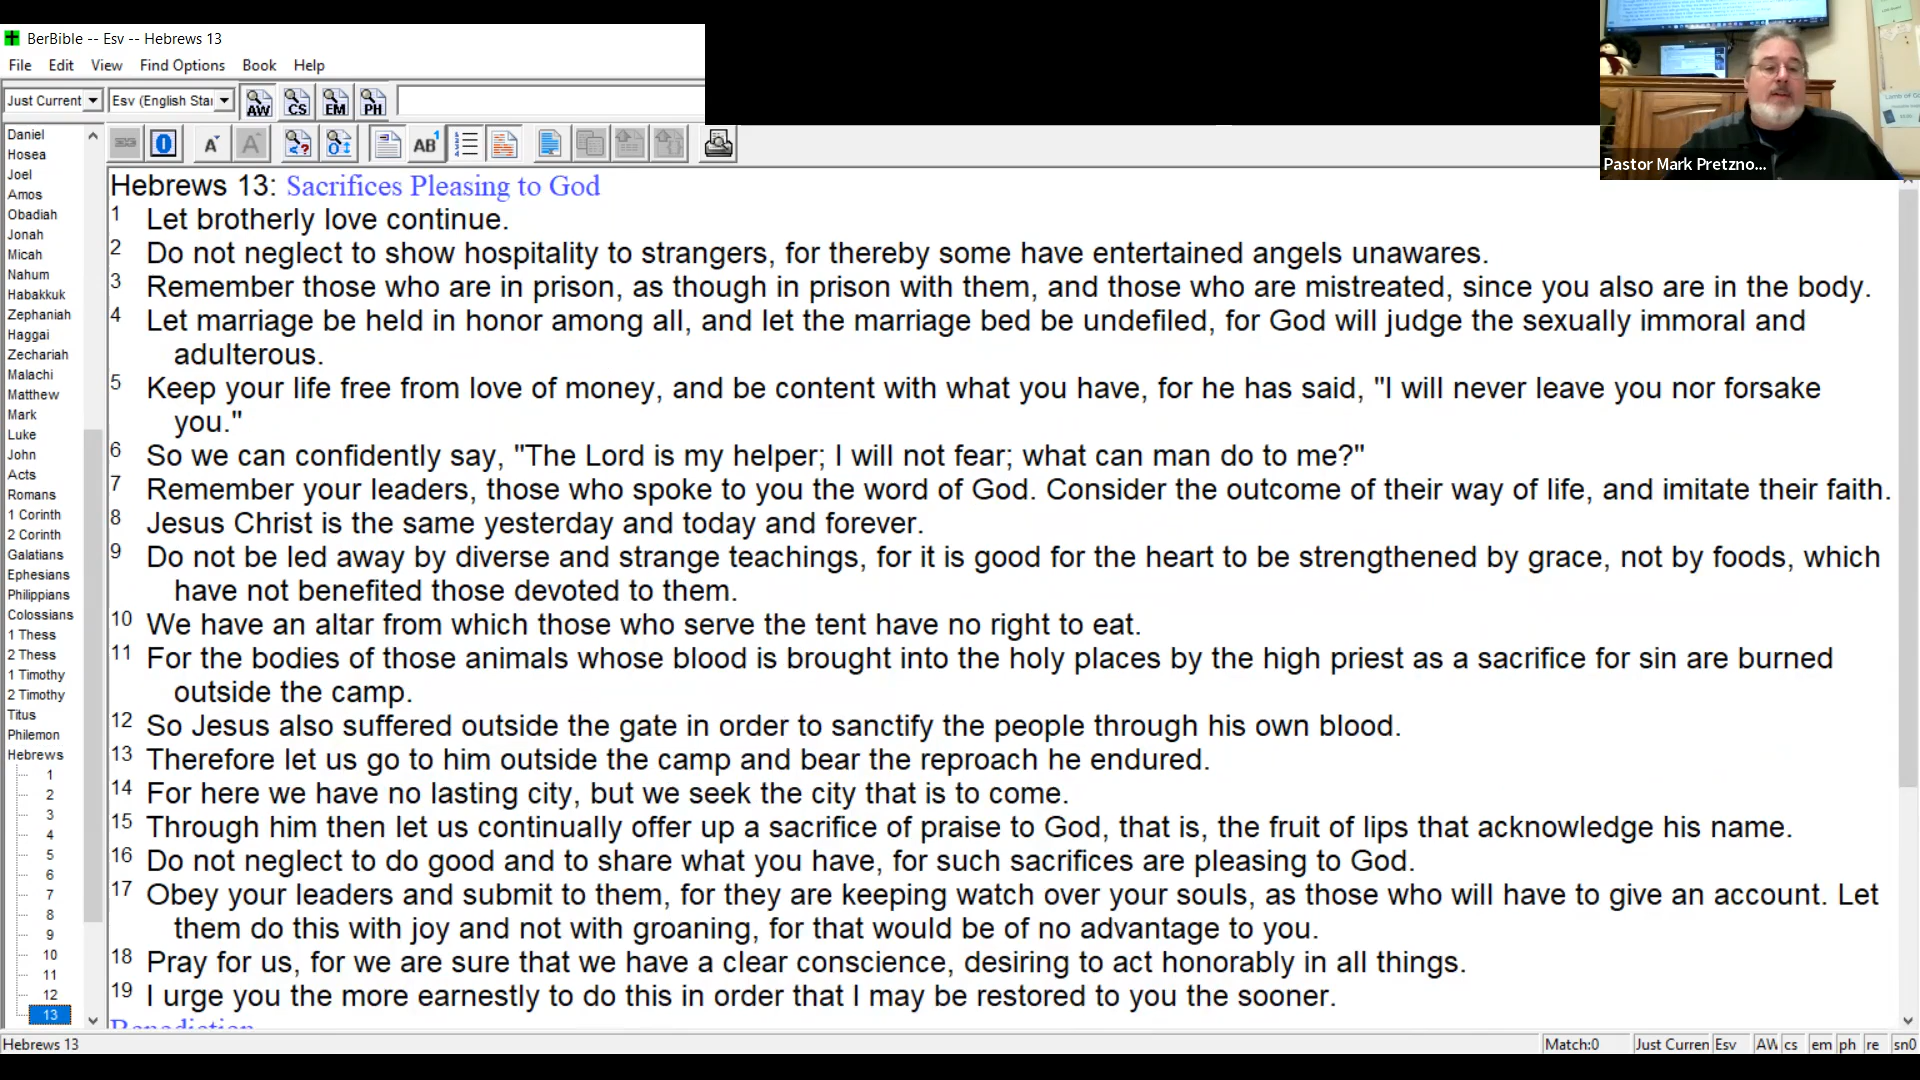 BerBible -- Esv -- Hebrews 13
File Edit View Find Options Book Help
Just Current Esv (English Star AW CS EM PH
AB1
Daniel
Hosea
Joel
Amos
Obadiah
Jonah
Micah
Nahum
Habakkuk
Zephaniah
Haggai
Zechariah
Malachi
Matthew
Mark
Luke
John
Acts
Romans
1 Corinth
2 Corinth
Galatians
Ephesians
Philippians
Colossians
1 Thess
2 Thess
1 Timothy
2 Timothy
Titus
Philemon
Hebrews
1
2
3
4
5
6
7
8
9
10
11
12
13
Hebrews 13: Sacrifices Pleasing to God
1 Let brotherly love continue.
2 Do not neglect to show hospitality to strangers, for thereby some have entertained angels unawares.
3 Remember those who are in prison, as though in prison with them, and those who are mistreated, since you also are in the body.
4 Let marriage be held in honor among all, and let the marriage bed be undefiled, for God will judge the sexually immoral and
adulterous.
5 Keep your life free from love of money, and be content with what you have, for he has said, "I will never leave you nor forsake
you."
6 So we can confidently say, "The Lord is my helper; I will not fear; what can man do to me?"
7 Remember your leaders, those who spoke to you the word of God. Consider the outcome of their way of life, and imitate their faith.
8 Jesus Christ is the same yesterday and today and forever.
9 Do not be led away by diverse and strange teachings, for it is good for the heart to be strengthened by grace, not by foods, which
have not benefited those devoted to them.
10 We have an altar from which those who serve the tent have no right to eat.
11 For the bodies of those animals whose blood is brought into the holy places by the high priest as a sacrifice for sin are burned
outside the camp.
12 So Jesus also suffered outside the gate in order to sanctify the people through his own blood.
13 Therefore let us go to him outside the camp and bear the reproach he endured.
14 For here we have no lasting city, but we seek the city that is to come.
15 Through him then let us continually offer up a sacrifice of praise to God, that is, the fruit of lips that acknowledge his name.
16 Do not neglect to do good and to share what you have, for such sacrifices are pleasing to God.
17 Obey your leaders and submit to them, for they are keeping watch over your souls, as those who will have to give an account. Let
them do this with joy and not with groaning, for that would be of no advantage to you.
18 Pray for us, for we are sure that we have a clear conscience, desiring to act honorably in all things.
19 I urge you the more earnestly to do this in order that I may be restored to you the sooner.
Benediction
Hebrews 13 Match:0 Just Curren Esv AW cs em ph re sn0
Pastor Mark Pretzno...